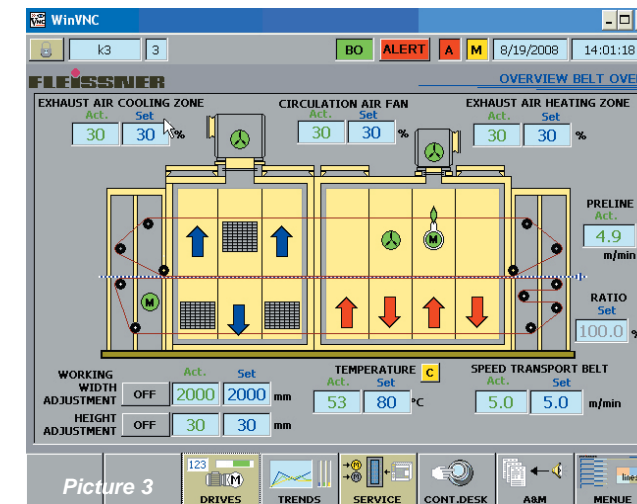 WinVNC
k3 3 BO ALERT A M 8/19/2008 14:01:18
FLEISSNER OVERVIEW BELT OVE
EXHAUST AIR COOLING ZONE CIRCULATION AIR FAN EXHAUST AIR HEATING ZONE
Act. Set Act. Set Act. Set
30 30 % 30 30 % 30 30 %
PRELINE
Act.
M
4.9
m/min
M
RATIO
Set
100.0 %
WORKING WIDTH ADJUSTMENT OFF Act. 2000 Set 2000 mm
HEIGHT ADJUSTMENT OFF 30 30 mm
TEMPERATURE C
Act. Set
53 80 °C
SPEED TRANSPORT BELT
Act. Set
5.0 5.0 m/min
Picture 3
123
M
DRIVES TRENDS SERVICE CONT.DESK A&M MENUE